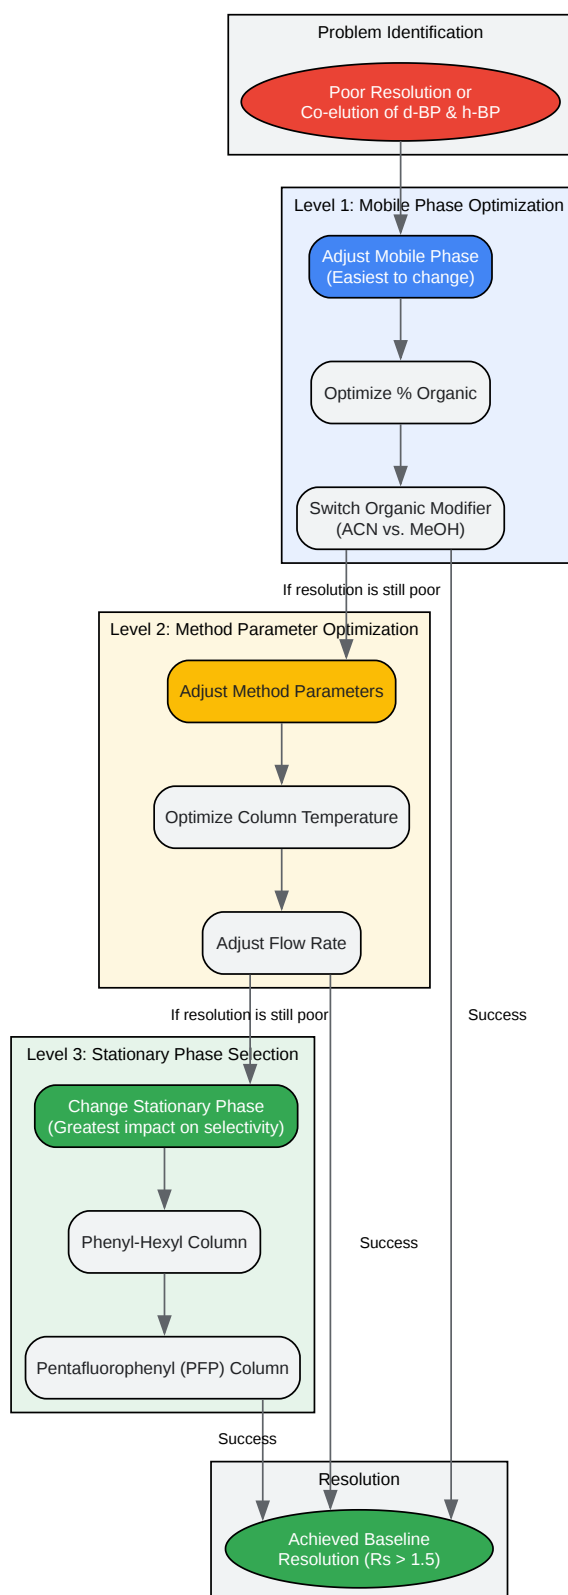 Problem Identification
Poor Resolution or
Co-elution of d-BP & h-BP
Level 1: Mobile Phase Optimization
Adjust Mobile Phase
(Easiest to change)
Optimize % Organic
Switch Organic Modifier
(ACN vs. MeOH)
If resolution is still poor
Level 2: Method Parameter Optimization
Adjust Method Parameters
Optimize Column Temperature
Adjust Flow Rate
If resolution is still poor
Success
Level 3: Stationary Phase Selection
Change Stationary Phase
(Greatest impact on selectivity)
Phenyl-Hexyl Column
Success
Pentafluorophenyl (PFP) Column
Success
Resolution
Achieved Baseline
Resolution (Rs > 1.5)